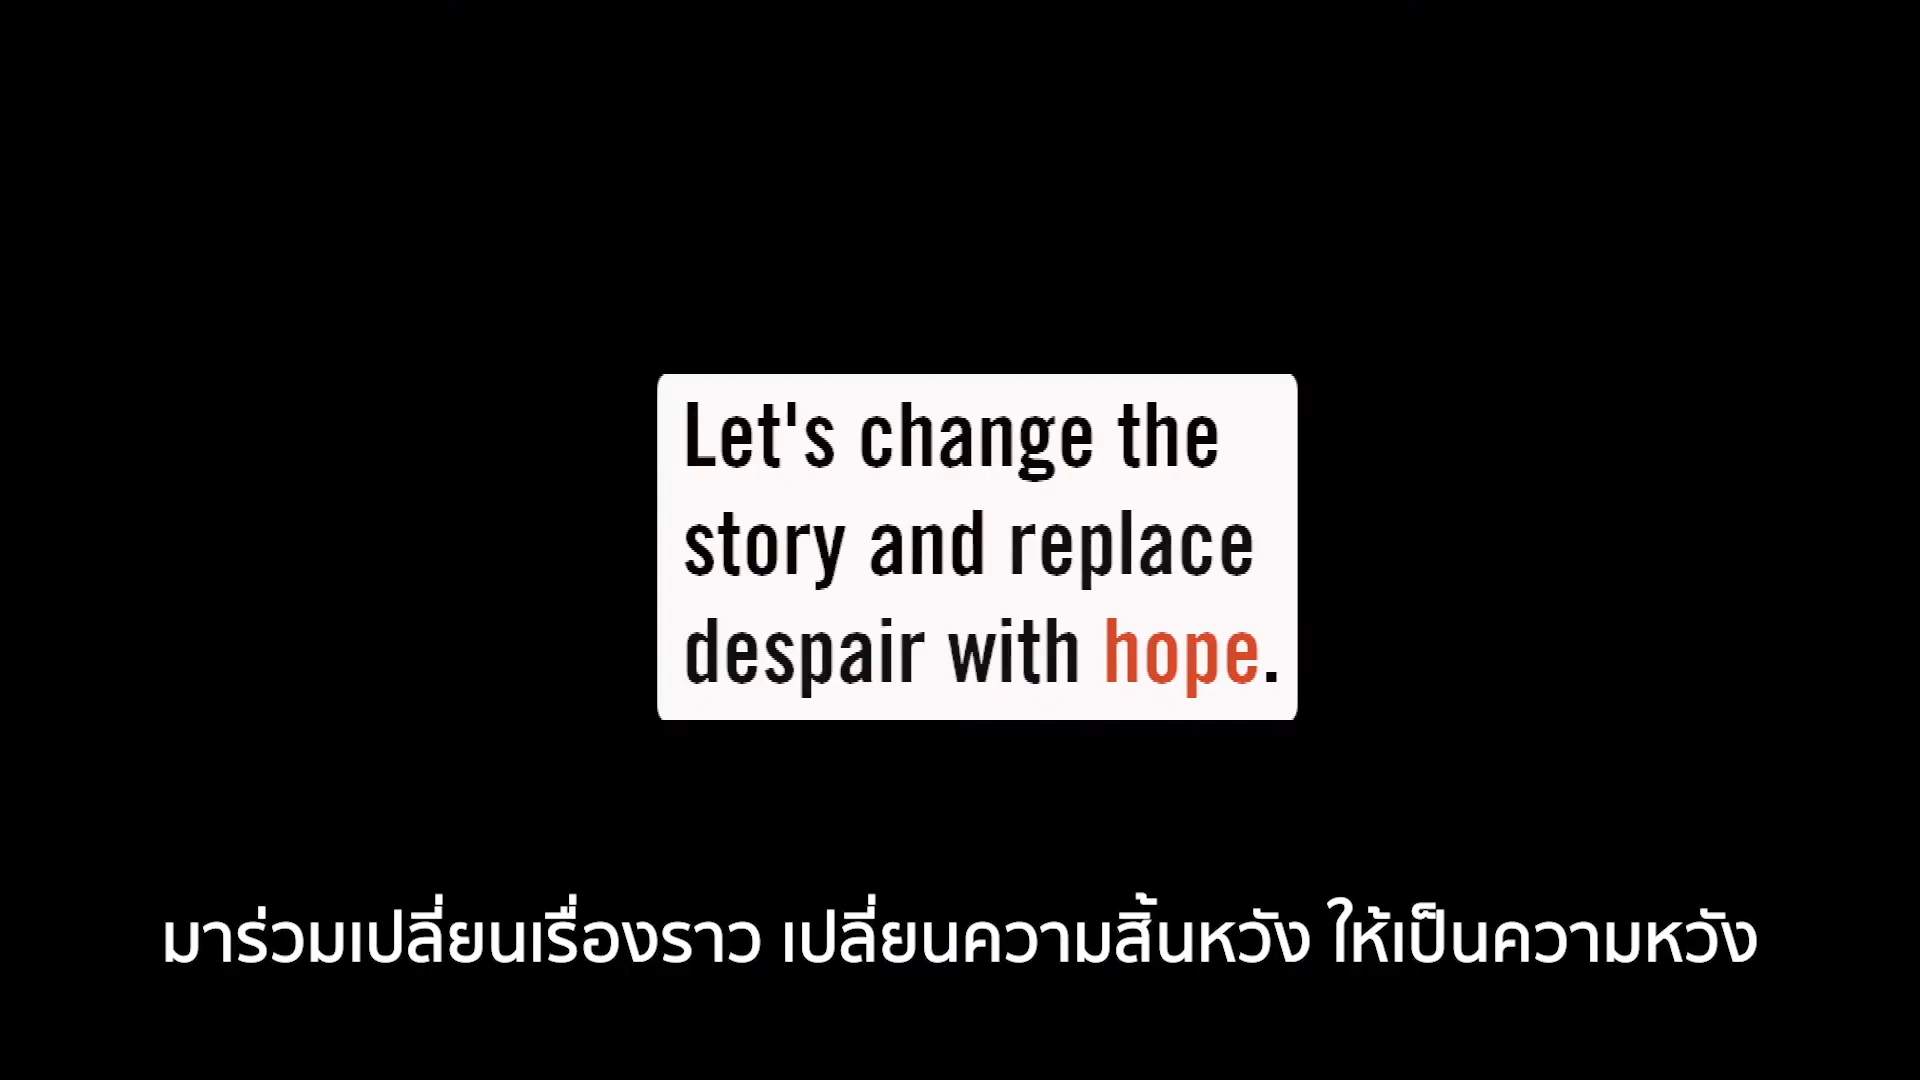 Let's change the
story and replace
despair with hope.
มาร่วมเปลี่ยนเรื่องราว เปลี่ยนความสิ้นหวัง ให้เป็นความหวัง